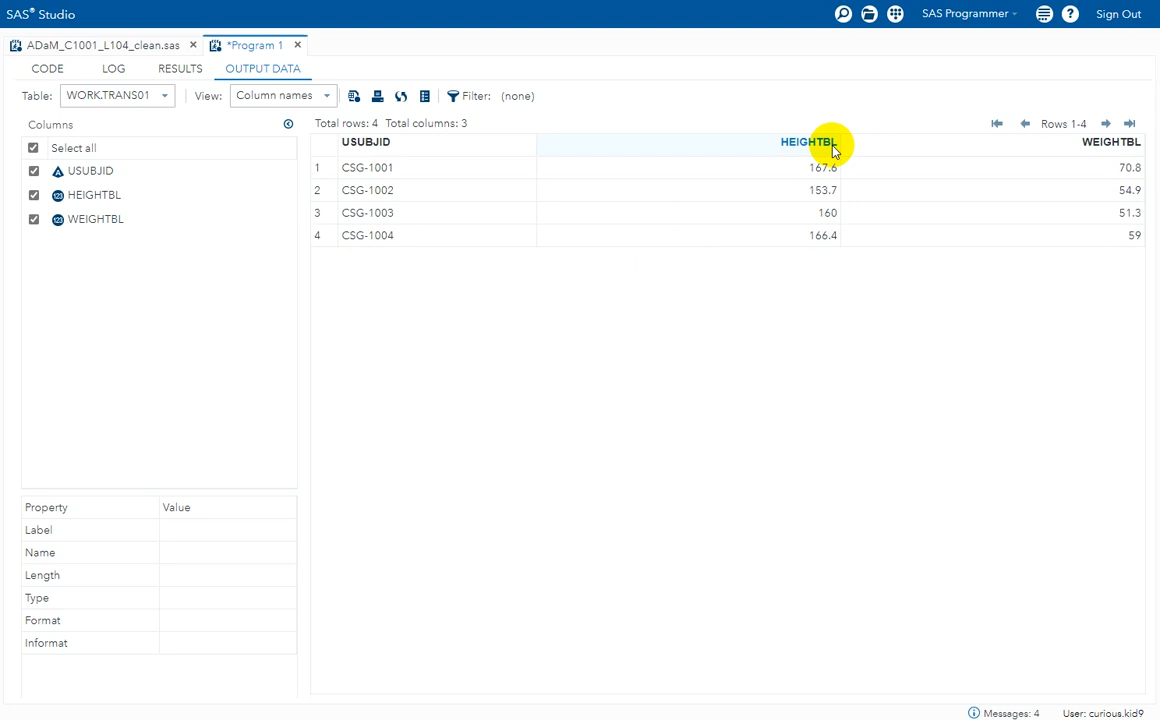 SAS® Studio
SAS Programmer
Sign Out
ADaM_C1001_L104_clean.sas
*Program 1
CODE LOG RESULTS OUTPUT DATA
Table: WORK.TRANS01 View: Column names Filter: (none)
Columns
Total rows: 4 Total columns: 3
Rows 1-4
Select all
USUBJID
HEIGHTBL
WEIGHTBL
USUBJID HEIGHTBL WEIGHTBL
1 CSG-1001 167.6 70.8
2 CSG-1002 153.7 54.9
3 CSG-1003 160 51.3
4 CSG-1004 166.4 59
Property Value
Label
Name
Length
Type
Format
Informat
Messages: 4 User: curious.kid9